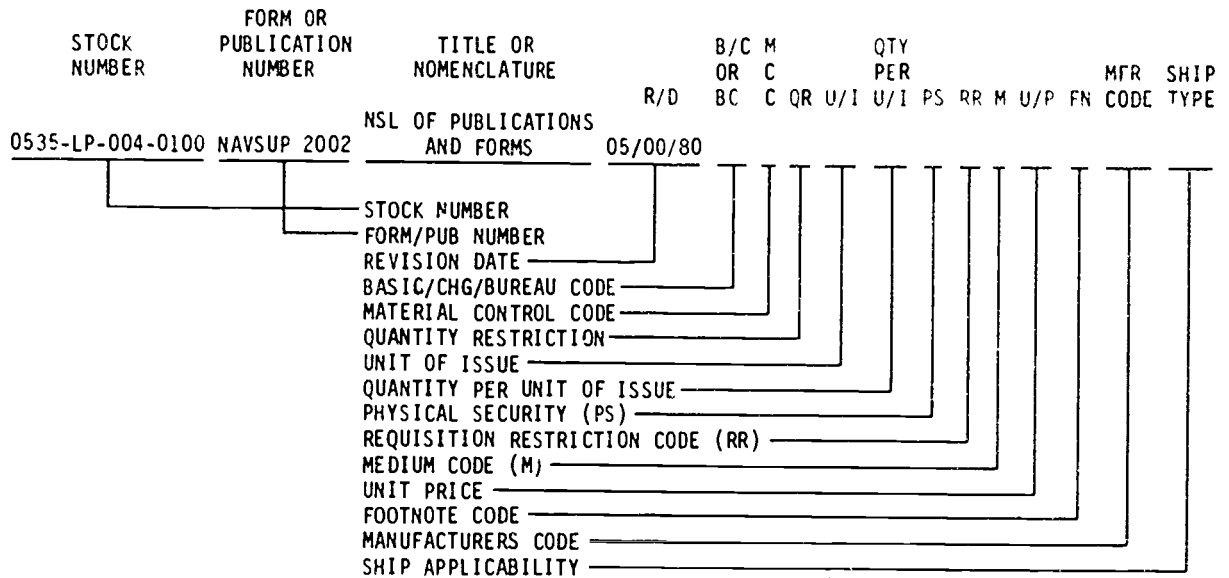 FORM OR
STOCK PUBLICATION TITLE OR B/C M QTY
NUMBER NUMBER NOMENCLATURE OR C PER MFR SHIP
R/D BC C QR U/I U/I PS RR M U/P FN CODE TYPE
NSL OF PUBLICATIONS
0535-LP-004-0100 NAVSUP 2002 AND FORMS 05/00/80
STOCK NUMBER
FORM/PUB NUMBER
REVISION DATE
BASIC/CHG/BUREAU CODE
MATERIAL CONTROL CODE
QUANTITY RESTRICTION
UNIT OF ISSUE
QUANTITY PER UNIT OF ISSUE
PHYSICAL SECURITY (PS)
REQUISITION RESTRICTION CODE (RR)
MEDIUM CODE (M)
UNIT PRICE
FOOTNOTE CODE
MANUFACTURERS CODE
SHIP APPLICABILITY